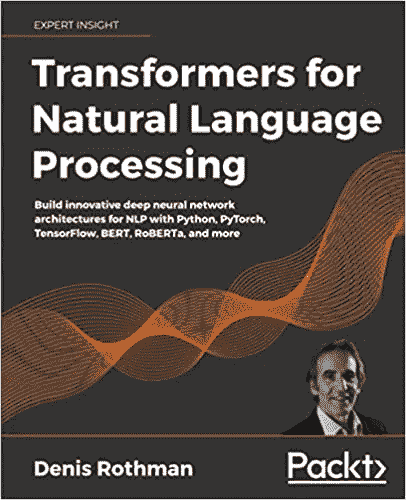 EXPERT INSIGHT
Transformers for
Natural Language
Processing
Build innovative deep neural network
architectures for NLP with Python, PyTorch,
TensorFlow, BERT, RoBERTa, and more
Denis Rothman
Packt>